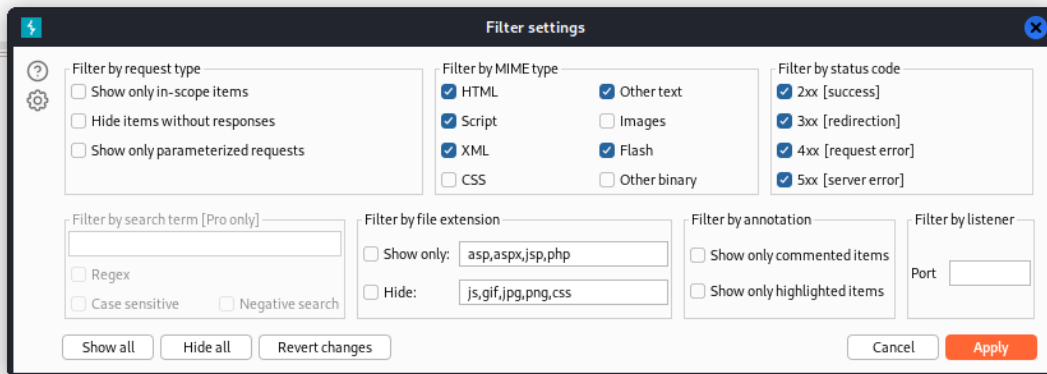 Filter settings
Filter by request type
Show only in-scope items
Hide items without responses
Show only parameterized requests
Filter by MIME type
HTML
Other text
Script
Images
XML
Flash
CSS
Other binary
Filter by status code
2xx [success]
3xx [redirection]
4xx [request error]
5xx [server error]
Filter by search term [Pro only]
Regex
Case sensitive
Negative search
Filter by file extension
Show only: asp,aspx,jsp,php
Hide: js,gif,jpg,png,css
Filter by annotation
Show only commented items
Show only highlighted items
Filter by listener
Port
Show all
Hide all
Revert changes
Cancel
Apply